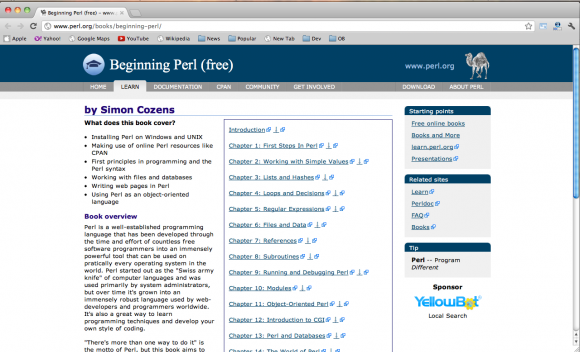 Beginning Perl (free) - www.
www.perl.org/books/beginning-perl/
Apple Yahoo! Google Maps YouTube Wikipedia News Popular New Tab Dev OB
Beginning Perl (free)
www.perl.org
HOME LEARN DOCUMENTATION CPAN COMMUNITY GET INVOLVED DOWNLOAD ABOUT PERL
by Simon Cozens
What does this book cover?
• Installing Perl on Windows and UNIX
• Making use of online Perl resources like
CPAN
• First principles in programming and the
Perl syntax
• Working with files and databases
• Writing web pages in Perl
• Using Perl as an object-oriented
language
Book overview
Perl is a well-established programming
language that has been developed through
the time and effort of countless free
software programmers into an immensely
powerful tool that can be used on
pratically every operating system in the
world. Perl started out as the "Swiss army
knife" of computer languages and was
used primarily by system administrators,
but over time it's grown into an
immensely robust language used by web-
developers and programmers worldwide.
It's also a great way to learn
programming techniques and develop your
own style of coding.
"There's more than one way to do it" is
the motto of Perl, but this book aims to
Introduction
Chapter 1: First Steps In Perl
Chapter 2: Working with Simple Values
Chapter 3: Lists and Hashes
Chapter 4: Loops and Decisions
Chapter 5: Regular Expressions
Chapter 6: Files and Data
Chapter 7: References
Chapter 8: Subroutines
Chapter 9: Running and Debugging Perl
Chapter 10: Modules
Chapter 11: Object-Oriented Perl
Chapter 12: Introduction to CGI
Chapter 13: Perl and Databases
Chapter 14: The World of Perl
Starting points
Free online books
Books and More
learn.perl.org
Presentations
Related sites
Learn
Perldoc
FAQ
Books
Tip
Perl -- Program
Different
Sponsor
YellowBot
Local Search